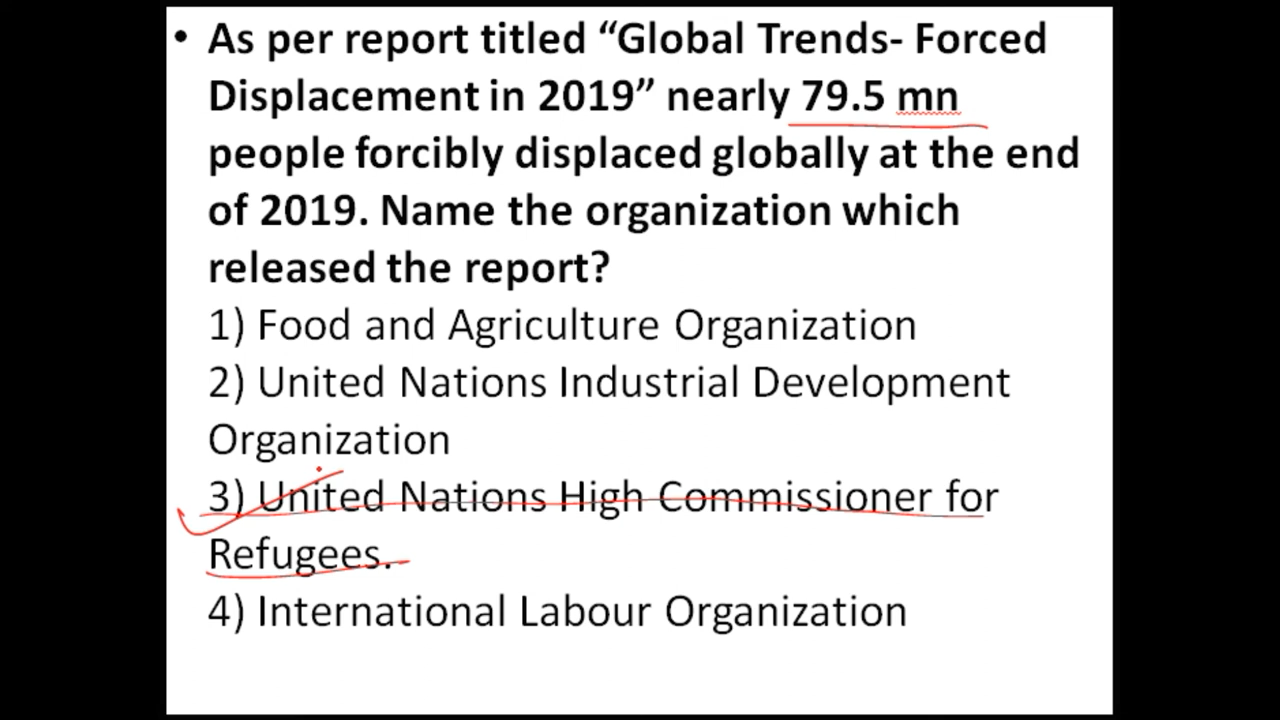 • As per report titled “Global Trends- Forced
Displacement in 2019” nearly 79.5 mn
people forcibly displaced globally at the end
of 2019. Name the organization which
released the report?
1) Food and Agriculture Organization
2) United Nations Industrial Development
Organization
3) United Nations High Commissioner for
Refugees.
4) International Labour Organization